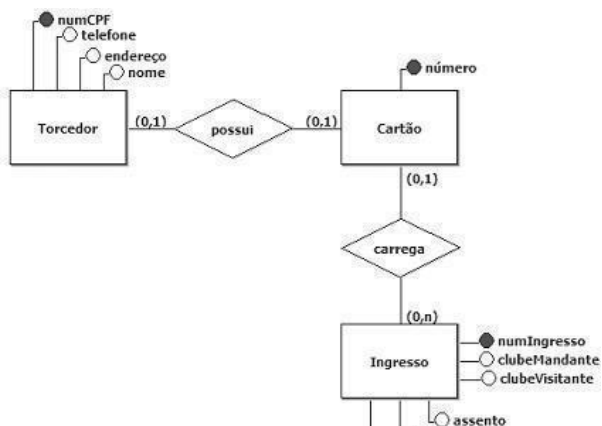 numCPF
telefone
endereço
nome
número
Torcedor
(0,1)
possui
(0,1)
Cartão
(0,1)
carrega
(0,n)
Ingresso
numIngresso
clubeMandante
clubeVisitante
assento